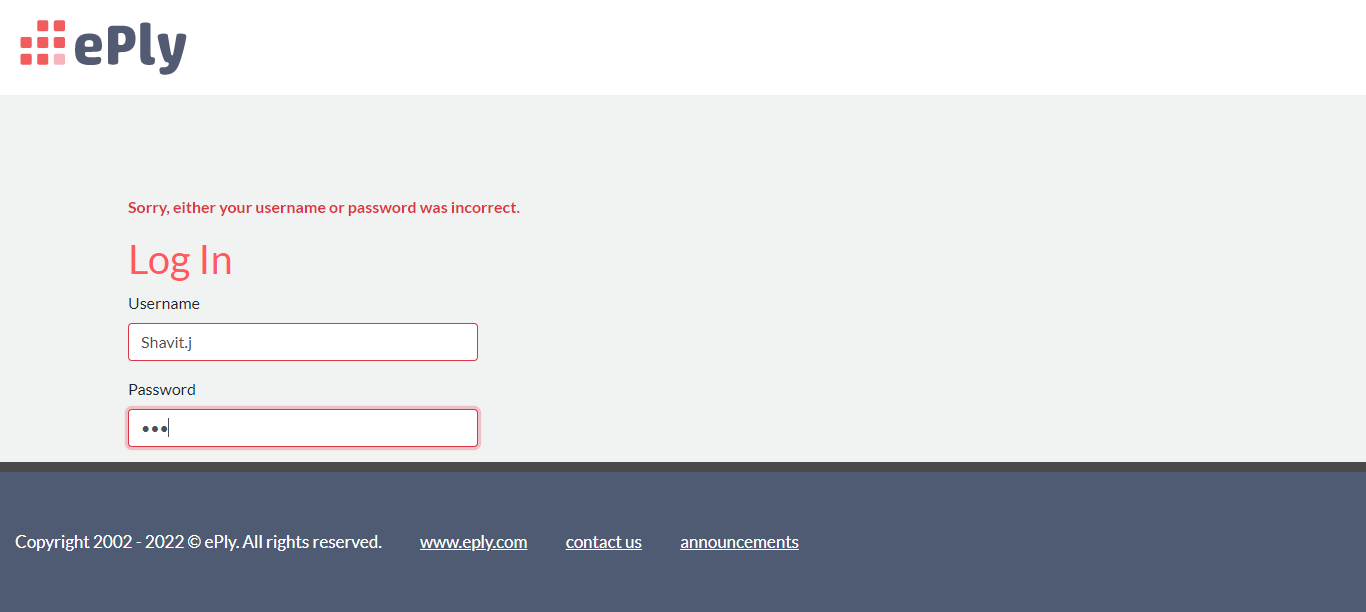 ePly
Sorry, either your username or password was incorrect.
Log In
Username
Shavit.j
Password
•••
Copyright 2002 - 2022 © ePly. All rights reserved. www.eply.com contact us announcements